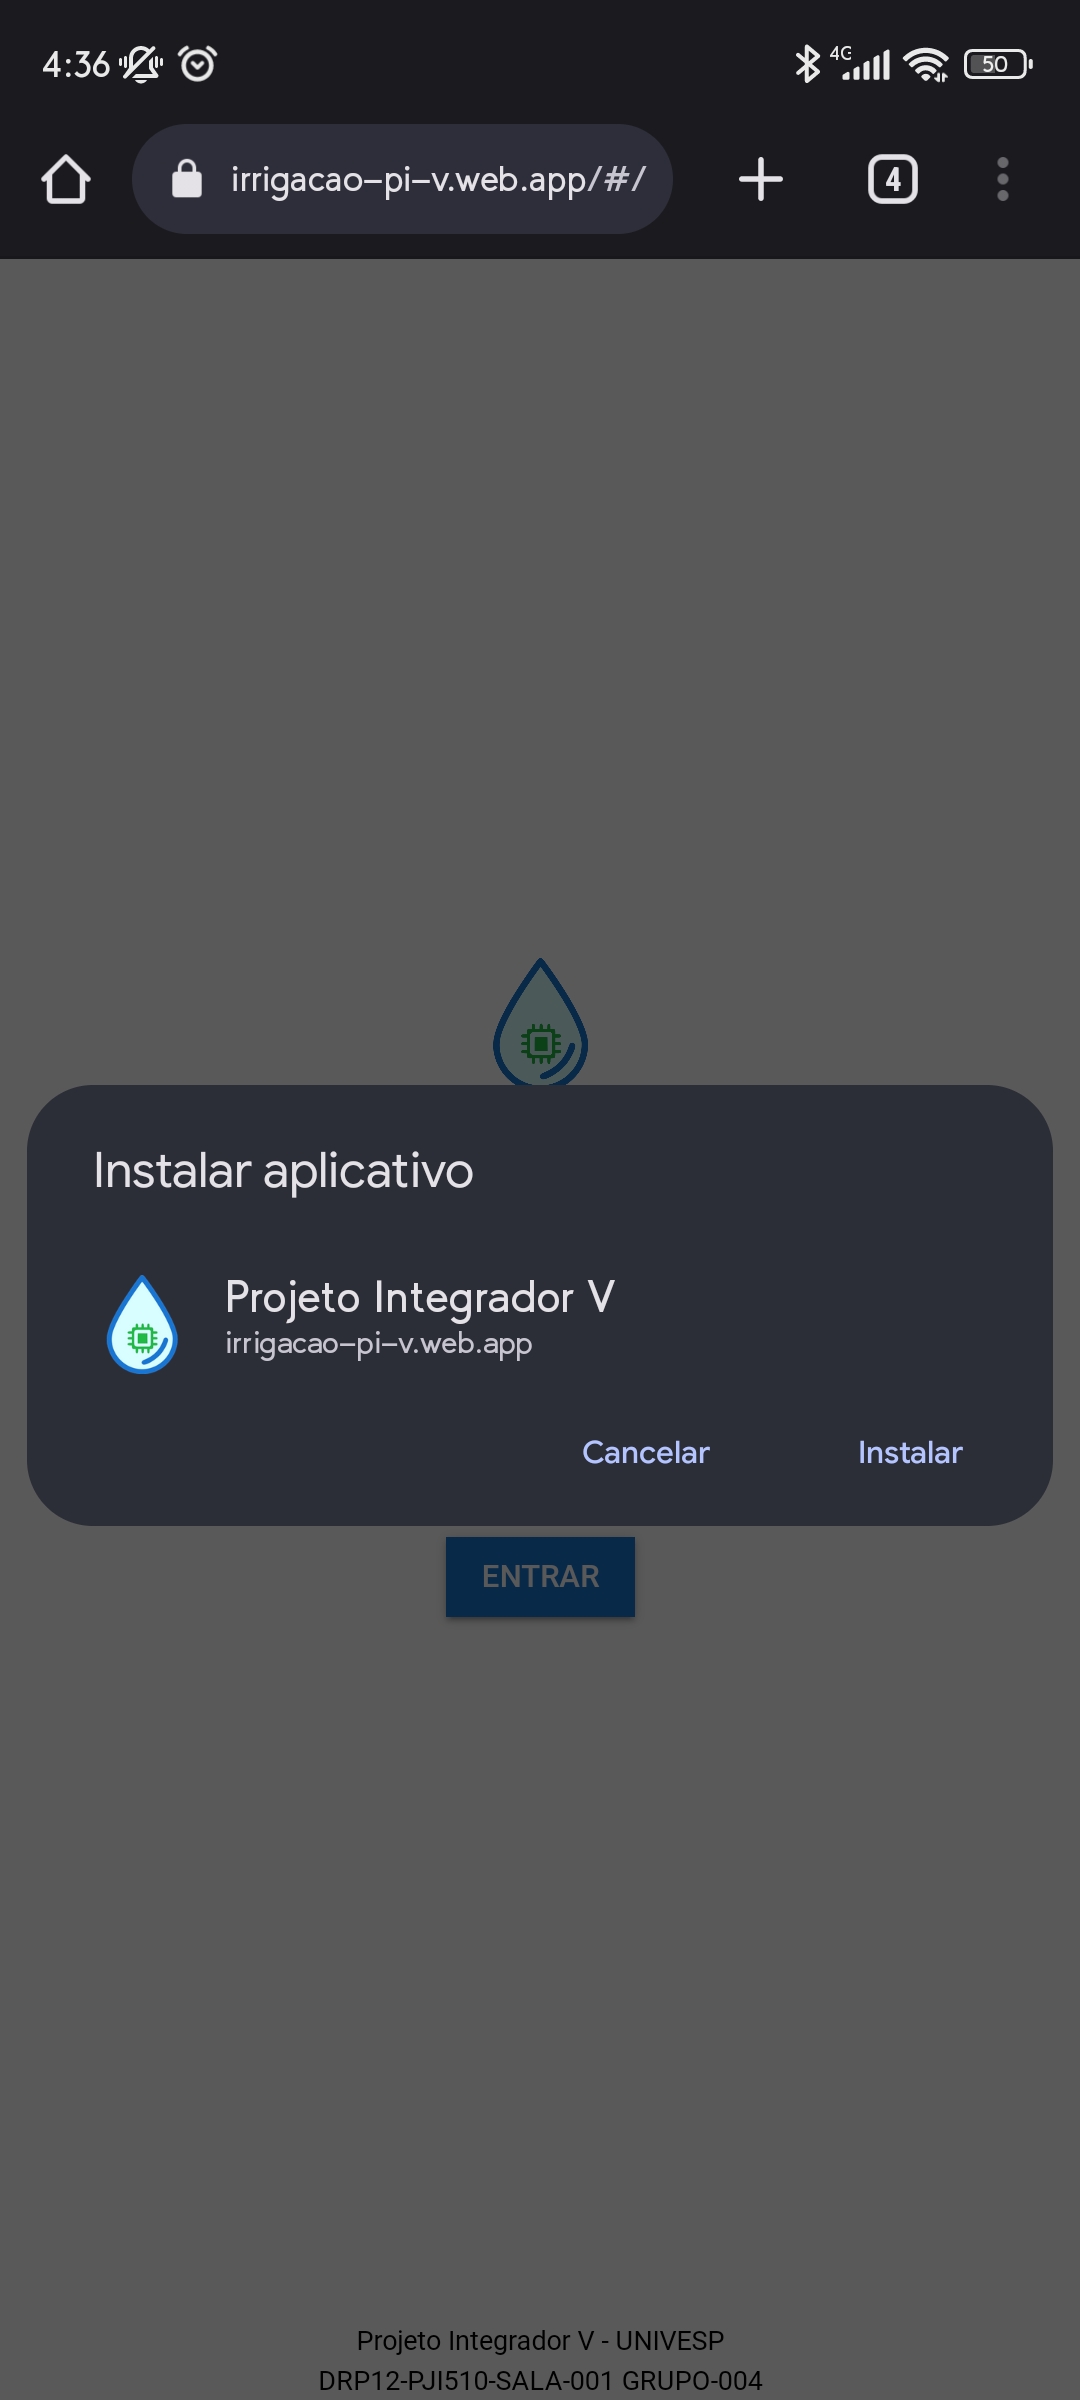 4:36
4G
50
irrigacao-pi-v.web.app/#/
4
Instalar aplicativo
Projeto Integrador V
irrigacao-pi-v.web.app
Cancelar
Instalar
ENTRAR
Projeto Integrador V - UNIVESP
DRP12-PJI510-SALA-001 GRUPO-004